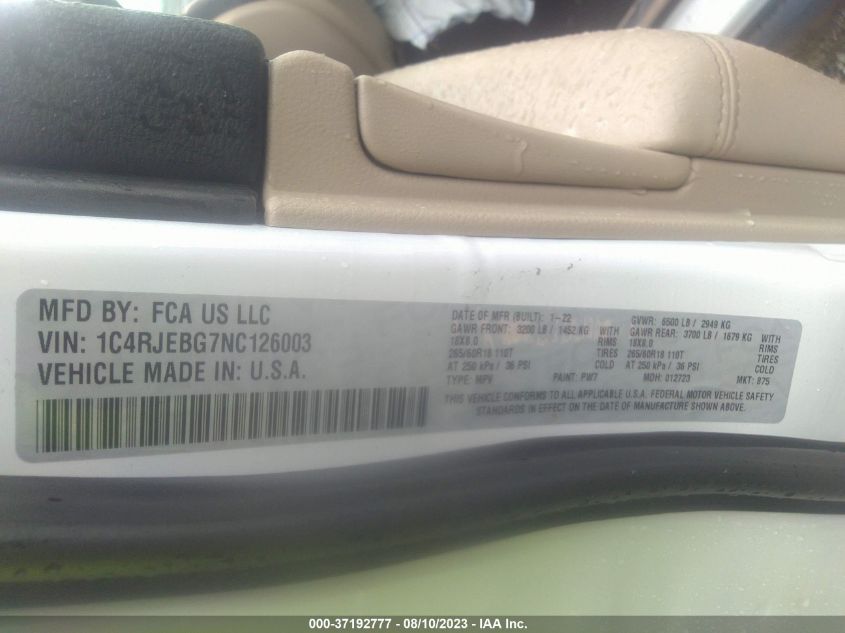 MFD BY: FCA US LLC
VIN: 1C4RJEBG7NC126003
VEHICLE MADE IN: U.S.A.
DATE OF MFR (BUILT): 1-22 GVWR: 6500 LB / 2949 KG
GAWR FRONT: 3200 LB / 1452 KG WITH GAWR REAR: 3700 LB / 1679 KG WITH
18X8.0 RIMS 18X8.0 RIMS
265/60R18 110T TIRES 265/60R18 110T TIRES
AT 250 kPa / 36 PSI COLD AT 250 kPa / 36 PSI COLD
TYPE: MPV PAINT: PW7 MDH: 012723 MKT: 875
THIS VEHICLE CONFORMS TO ALL APPLICABLE U.S.A. FEDERAL MOTOR VEHICLE SAFETY
STANDARDS IN EFFECT ON THE DATE OF MANUFACTURE SHOWN ABOVE.
000-37192777 - 08/10/2023 - IAA Inc.